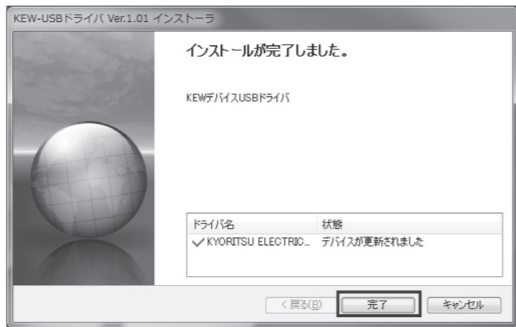 KEW-USBドライバ Ver.1.01 インストーラ
インストールが完了しました。
KEWデバイスUSBドライバ
ドライバ名 状態
KYORITSU ELECTRIC... デバイスが更新されました
< 戻る(B) 完了 キャンセル